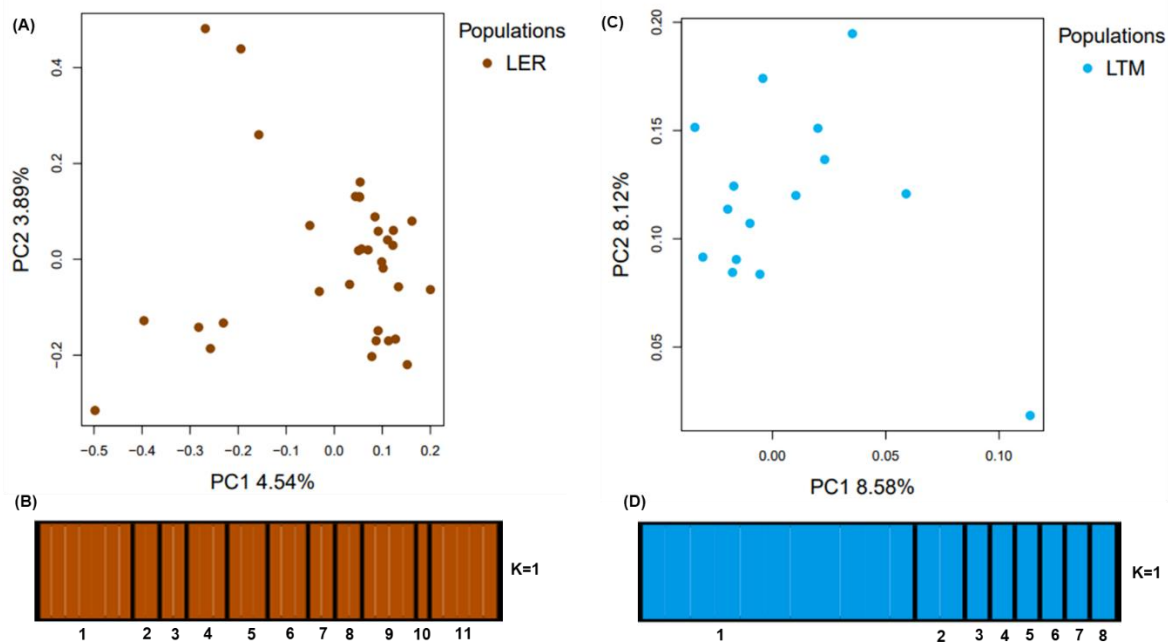 (A)
Populations
LER
PC2 3.89%
0.4
0.2
0.0
−0.2
−0.5 −0.4 −0.3 −0.2 −0.1 0.0 0.1 0.2
PC1 4.54%
(B)
K=1
1 2 3 4 5 6 7 8 9 10 11
(C)
Populations
LTM
PC2 8.12%
0.20
0.15
0.10
0.05
0.00 0.05 0.10
PC1 8.58%
(D)
K=1
1 2 3 4 5 6 7 8